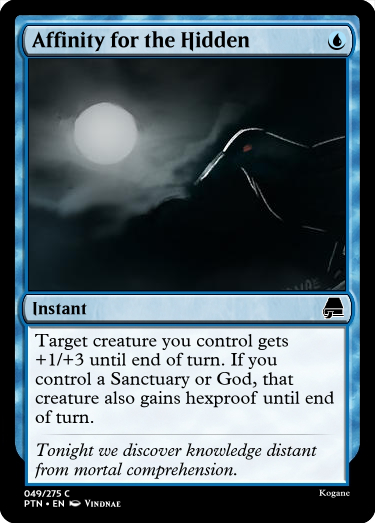 Affinity for the Hidden
Instant
Target creature you control gets
+1/+3 until end of turn. If you
control a Sanctuary or God, that
creature also gains hexproof until end
of turn.
Tonight we discover knowledge distant
from mortal comprehension.
049/275 C
Kogane
PTN • EN Vindnae